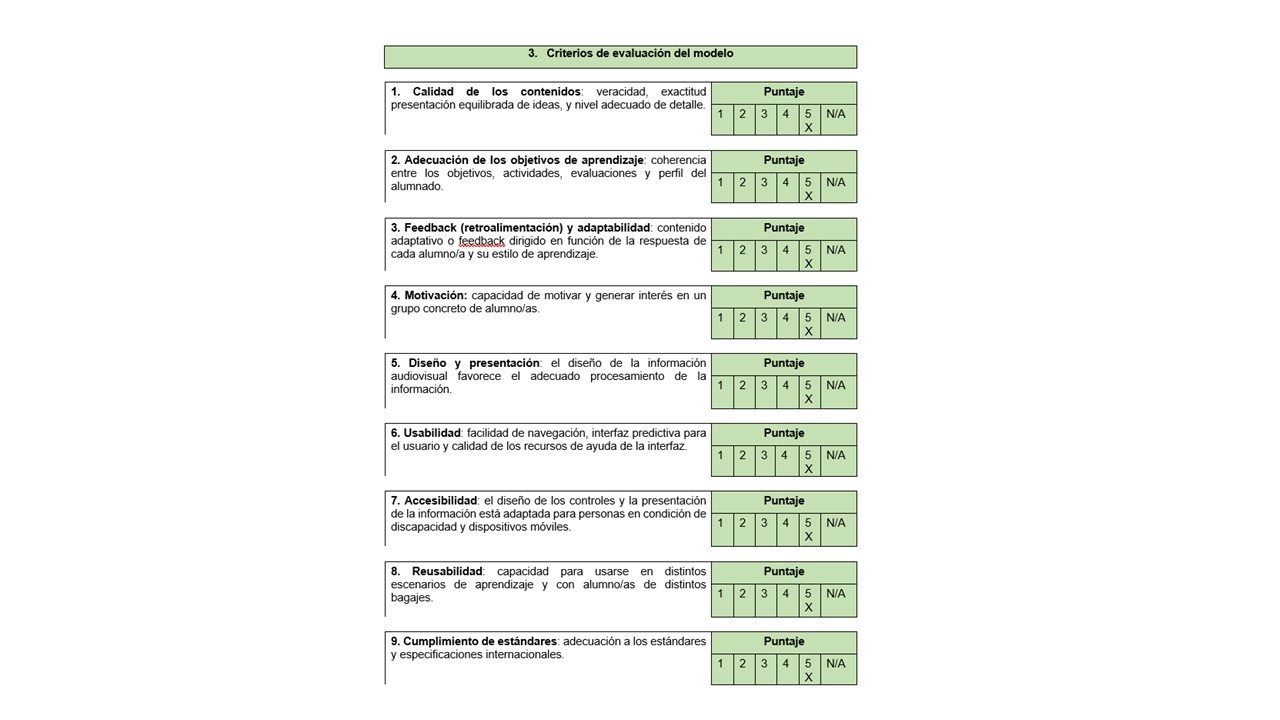 3. Criterios de evaluación del modelo
1. Calidad de los contenidos: veracidad, exactitud
presentación equilibrada de ideas, y nivel adecuado de detalle.
Puntaje
1 2 3 4 5 N/A
X
2. Adecuación de los objetivos de aprendizaje: coherencia
entre los objetivos, actividades, evaluaciones y perfil del
alumnado.
Puntaje
1 2 3 4 5 N/A
X
3. Feedback (retroalimentación) y adaptabilidad: contenido
adaptativo o feedback dirigido en función de la respuesta de
cada alumno/a y su estilo de aprendizaje.
Puntaje
1 2 3 4 5 N/A
X
4. Motivación: capacidad de motivar y generar interés en un
grupo concreto de alumno/as.
Puntaje
1 2 3 4 5 N/A
X
5. Diseño y presentación: el diseño de la información
audiovisual favorece el adecuado procesamiento de la
información.
Puntaje
1 2 3 4 5 N/A
X
6. Usabilidad: facilidad de navegación, interfaz predictiva para
el usuario y calidad de los recursos de ayuda de la interfaz.
Puntaje
1 2 3 4 5 N/A
X
7. Accesibilidad: el diseño de los controles y la presentación
de la información está adaptada para personas en condición de
discapacidad y dispositivos móviles.
Puntaje
1 2 3 4 5 N/A
X
8. Reusabilidad: capacidad para usarse en distintos
escenarios de aprendizaje y con alumno/as de distintos
bagajes.
Puntaje
1 2 3 4 5 N/A
X
9. Cumplimiento de estándares: adecuación a los estándares
y especificaciones internacionales.
Puntaje
1 2 3 4 5 N/A
X